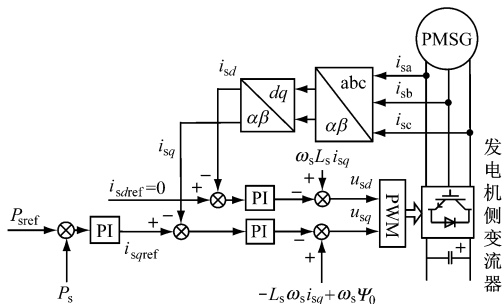 PMSG
i_sa
i_sd
dq
abc
i_sb
αβ
αβ
i_sc
i_sq
ω_s L_s i_sq
发电机侧变流器
i_sdref=0
+
−
PI
−
+
u_sd
P_sref
+
−
PI
i_sqref
+
−
PI
−
+
u_sq
PWM
+
P_s
−L_s ω_s i_sq+ω_s Ψ_0